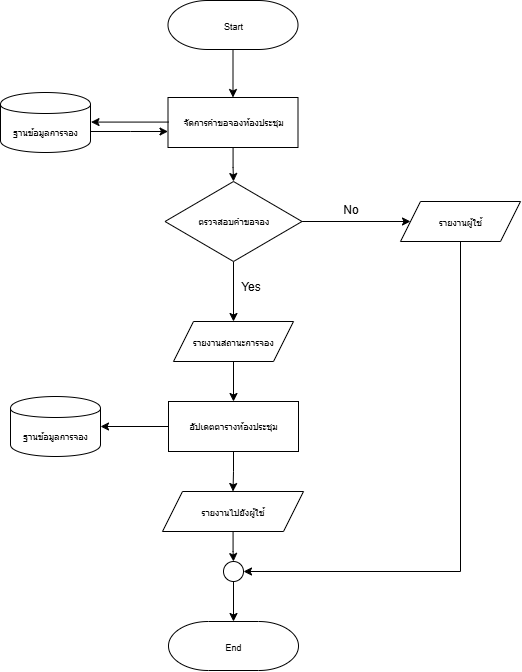 Start
ฐานข้อมูลการจอง
จัดการคำขอจองห้องประชุม
ตรวจสอบคำขอจอง
No
รายงานผู้ใช้
Yes
รายงานสถานะการจอง
ฐานข้อมูลการจอง
อัปเดตตารางห้องประชุม
รายงานไปยังผู้ใช้
End